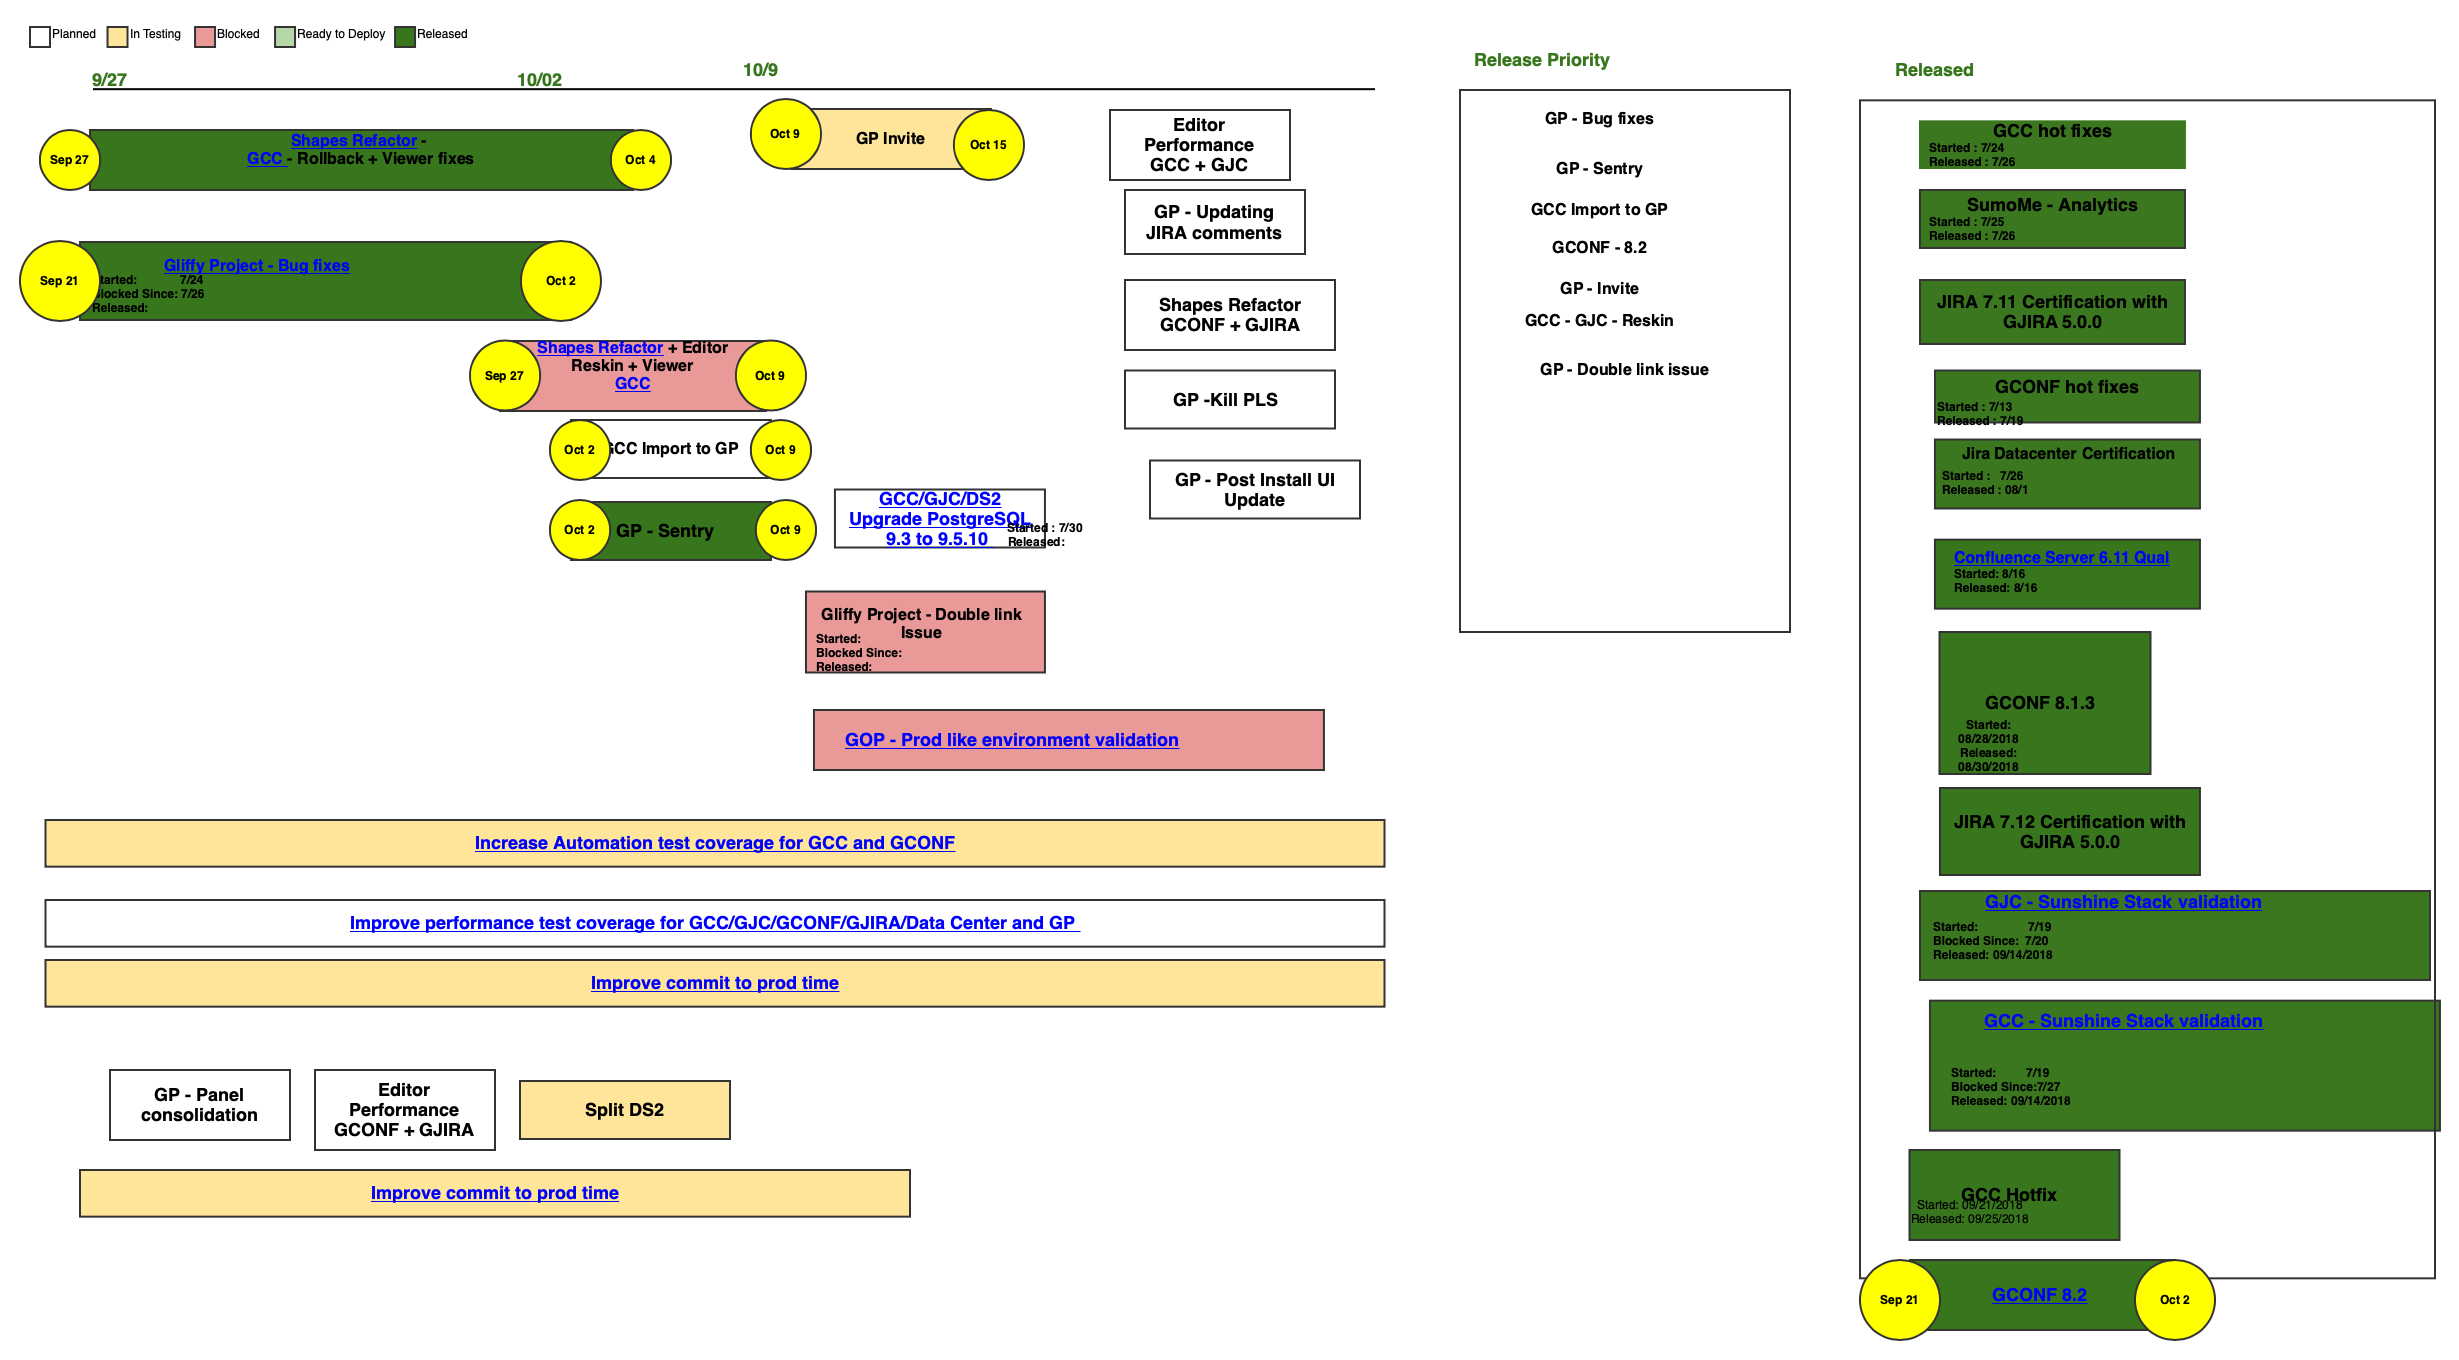 Planned
In Testing
Blocked
Ready to Deploy
Released
9/27
10/02
10/9
Sep 27
Shapes Refactor -
GCC - Rollback + Viewer fixes
Oct 4
Oct 9
GP Invite
Oct 15
Sep 21
Gliffy Project - Bug fixes
Started: 7/24
Blocked Since: 7/26
Released:
Oct 2
Sep 27
Shapes Refactor + Editor
Reskin + Viewer
GCC
Oct 9
Oct 2
GCC Import to GP
Oct 9
Oct 2
GP - Sentry
Oct 9
GCC/GJC/DS2
Upgrade PostgreSQL
9.3 to 9.5.10
Started : 7/30
Released:
Gliffy Project - Double link
Issue
Started:
Blocked Since:
Released:
GOP - Prod like environment validation
Editor
Performance
GCC + GJC
GP - Updating
JIRA comments
Shapes Refactor
GCONF + GJIRA
GP -Kill PLS
GP - Post Install UI
Update
Increase Automation test coverage for GCC and GCONF
Improve performance test coverage for GCC/GJC/GCONF/GJIRA/Data Center and GP
Improve commit to prod time
GP - Panel
consolidation
Editor
Performance
GCONF + GJIRA
Split DS2
Improve commit to prod time
Release Priority
GP - Bug fixes
GP - Sentry
GCC Import to GP
GCONF - 8.2
GP - Invite
GCC - GJC - Reskin
GP - Double link issue
Released
GCC hot fixes
Started : 7/24
Released : 7/26
SumoMe - Analytics
Started : 7/25
Released : 7/26
JIRA 7.11 Certification with
GJIRA 5.0.0
GCONF hot fixes
Started : 7/13
Released : 7/19
Jira Datacenter Certification
Started : 7/26
Released : 08/1
Confluence Server 6.11 Qual
Started: 8/16
Released: 8/16
GCONF 8.1.3
Started:
08/28/2018
Released:
08/30/2018
JIRA 7.12 Certification with
GJIRA 5.0.0
GJC - Sunshine Stack validation
Started: 7/19
Blocked Since: 7/20
Released: 09/14/2018
GCC - Sunshine Stack validation
Started: 7/19
Blocked Since:7/27
Released: 09/14/2018
GCC Hotfix
Started: 09/21/2018
Released: 09/25/2018
Sep 21
GCONF 8.2
Oct 2